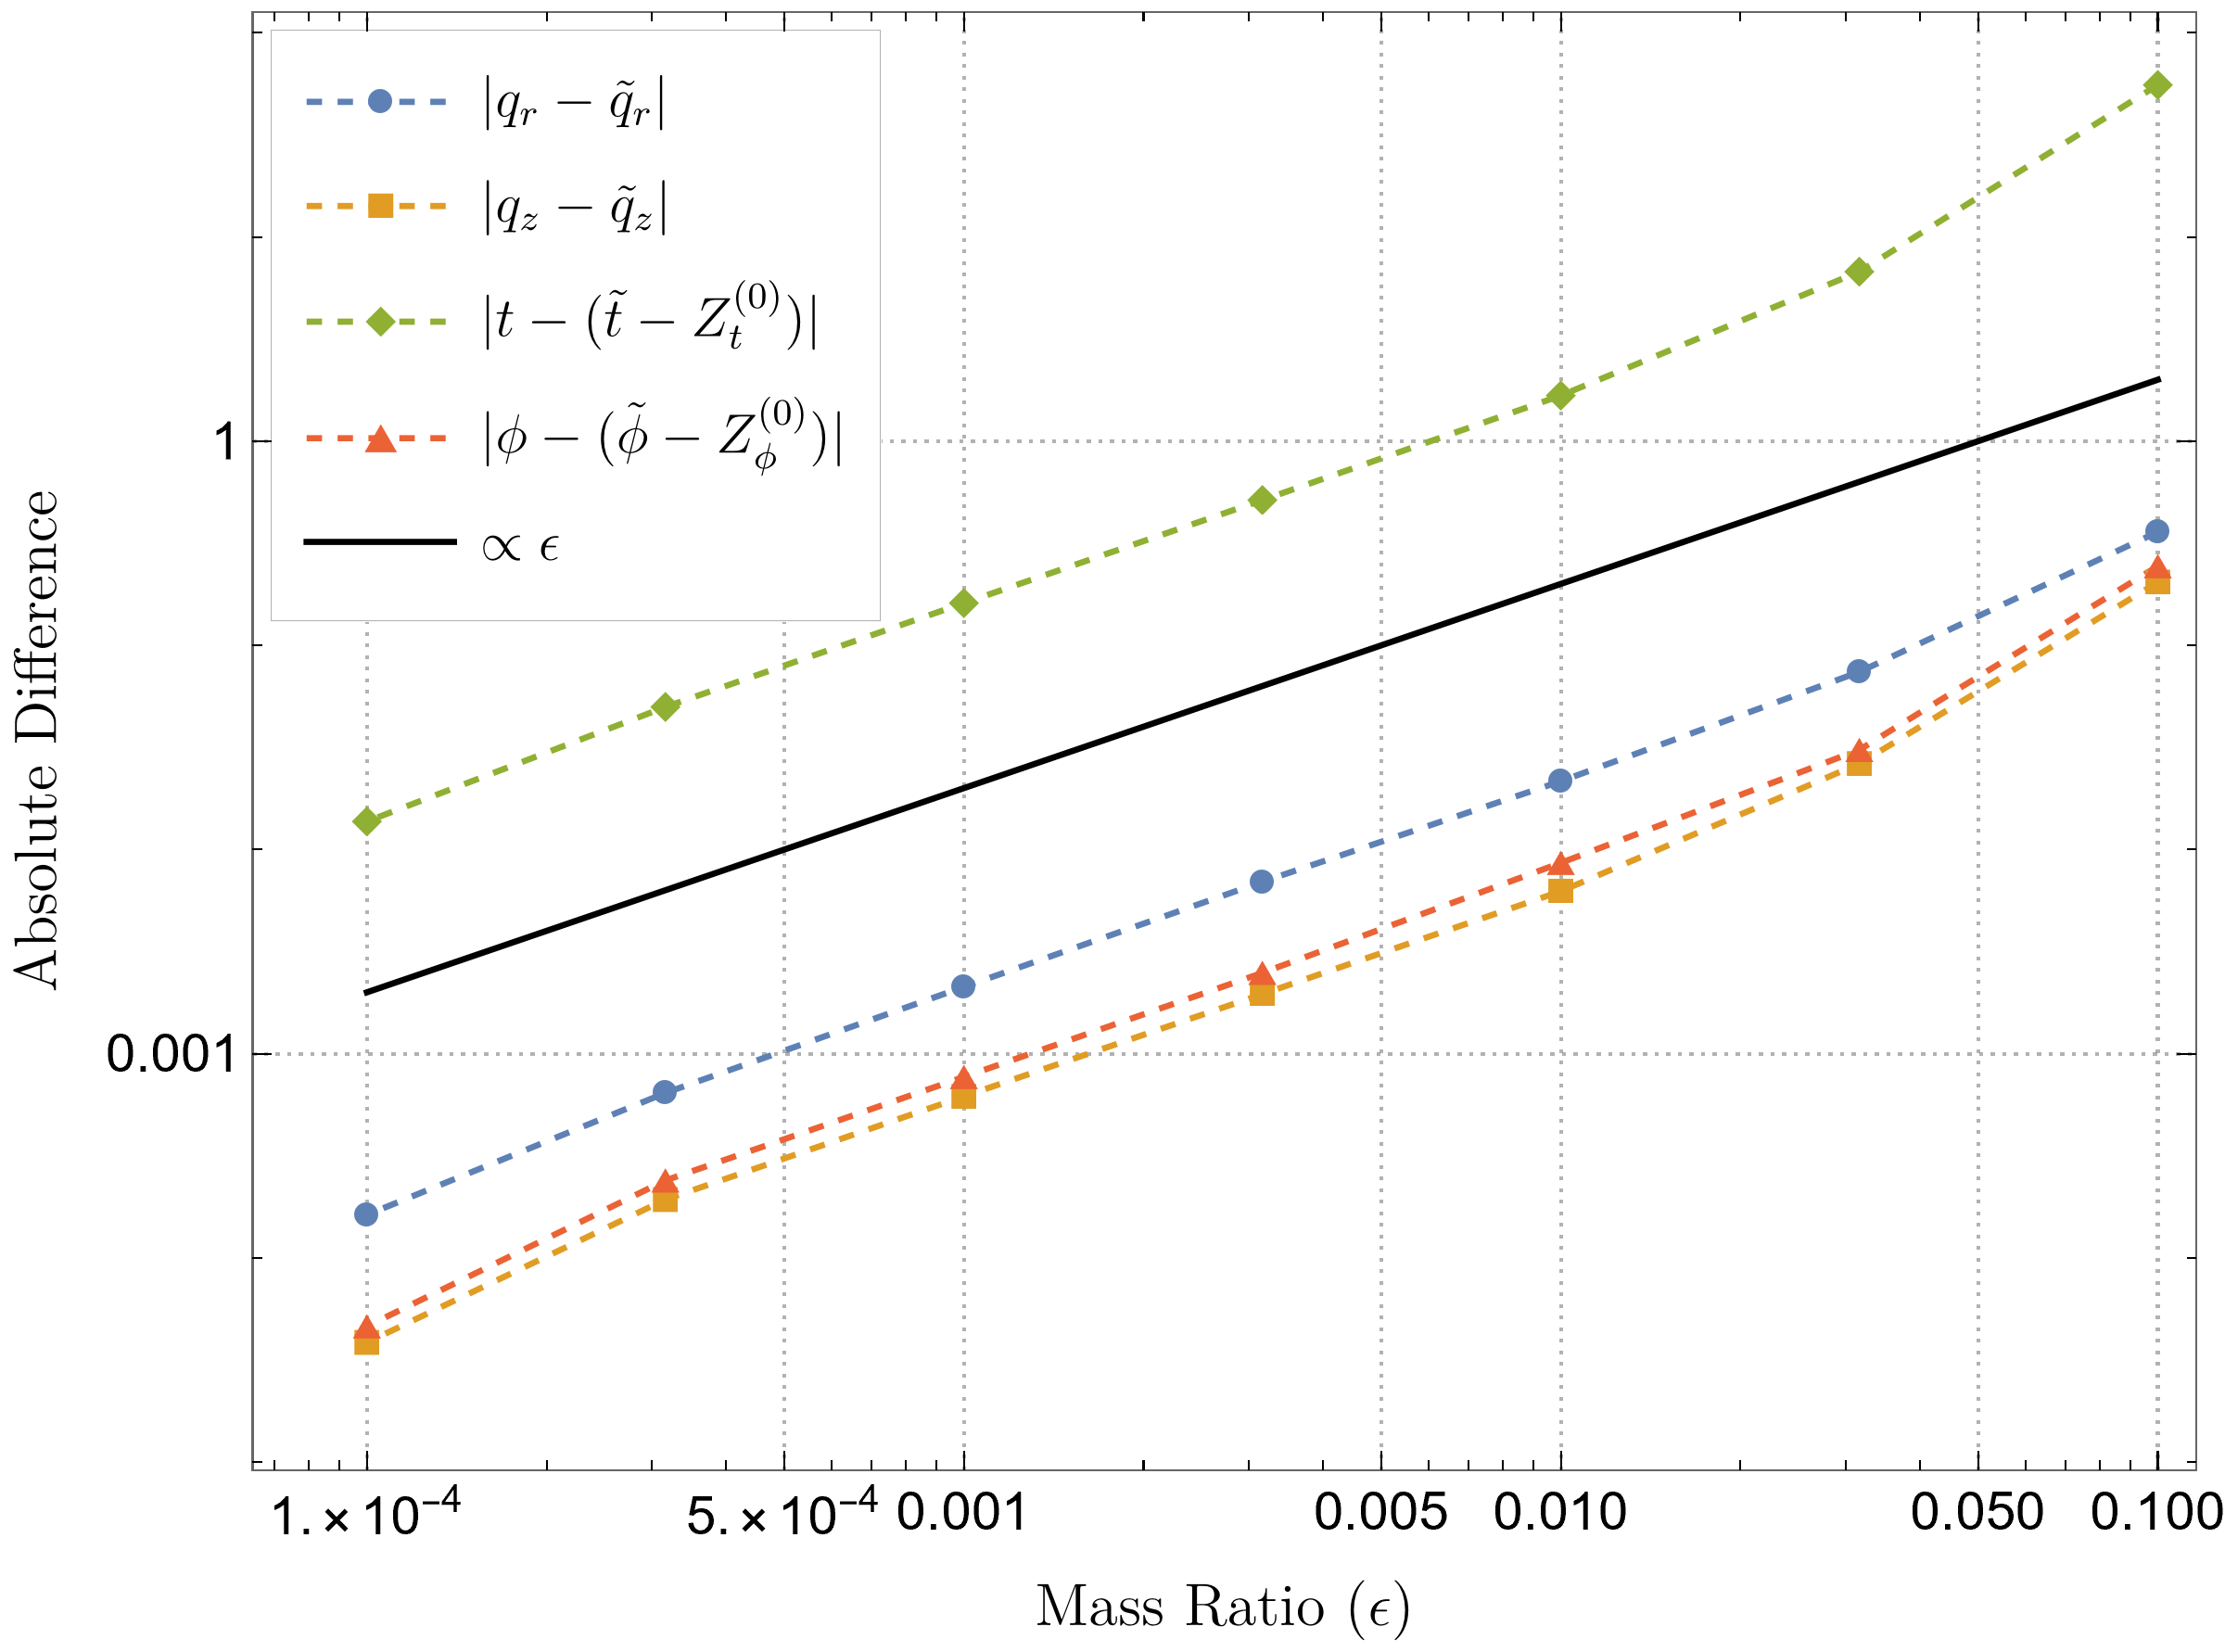 |q_r − q̃_r|
|q_z − q̃_z|
|t − (t̃ − Z_t^{(0)})|
|ϕ − (ϕ̃ − Z_ϕ^{(0)})|
∝ ϵ
Absolute Difference
1
0.001
1.×10⁻⁴ 5.×10⁻⁴ 0.001 0.005 0.010 0.050 0.100
Mass Ratio (ϵ)